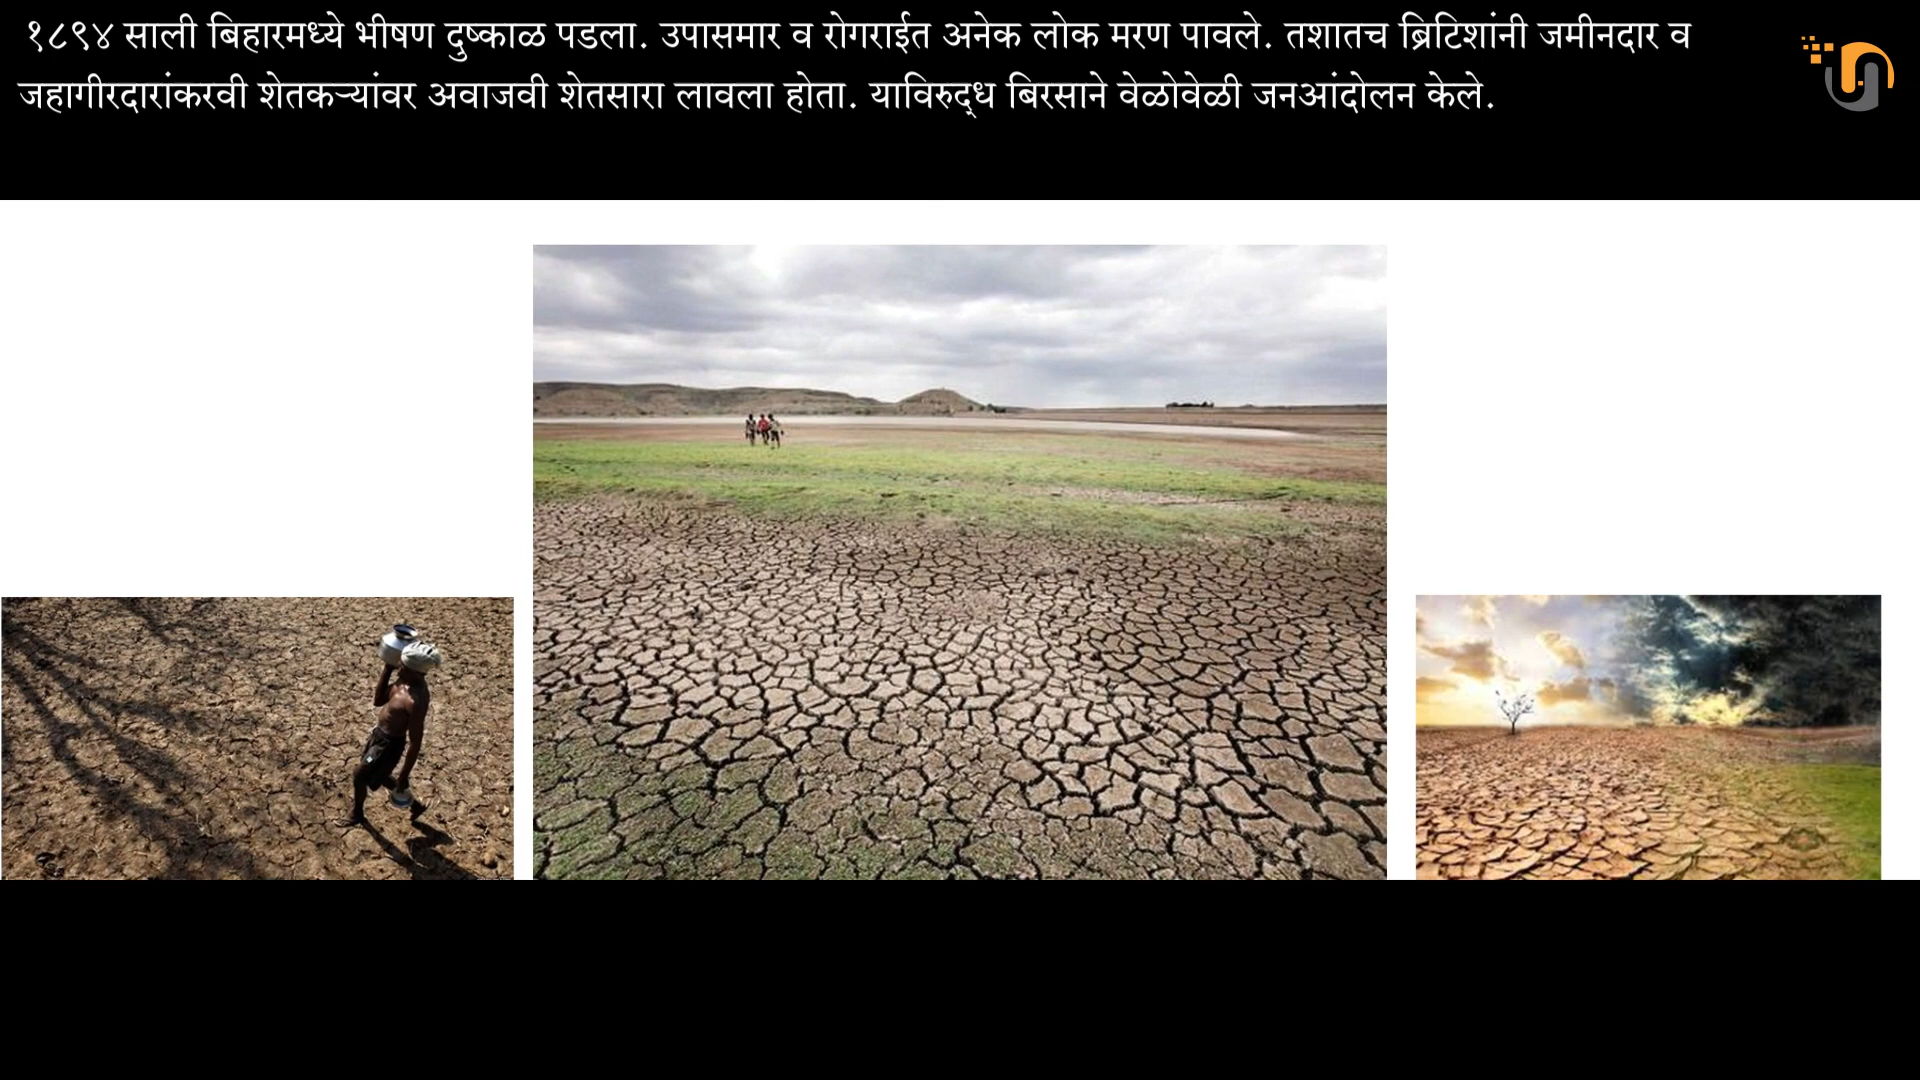 १८९४ साली बिहारमध्ये भीषण दुष्काळ पडला. उपासमार व रोगराईत अनेक लोक मरण पावले. तशातच ब्रिटिशांनी जमीनदार व
जहागीरदारांकरवी शेतकऱ्यांवर अवाजवी शेतसारा लावला होता. याविरुद्ध बिरसाने वेळोवेळी जनआंदोलन केले.